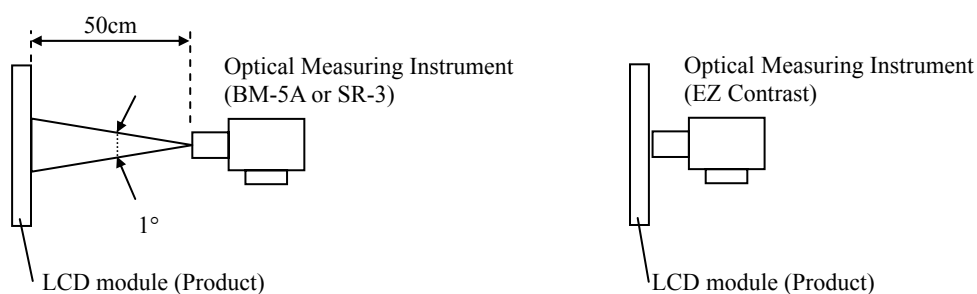 50cm
Optical Measuring Instrument
(BM-5A or SR-3)
1°
LCD module (Product)
Optical Measuring Instrument
(EZ Contrast)
LCD module (Product)